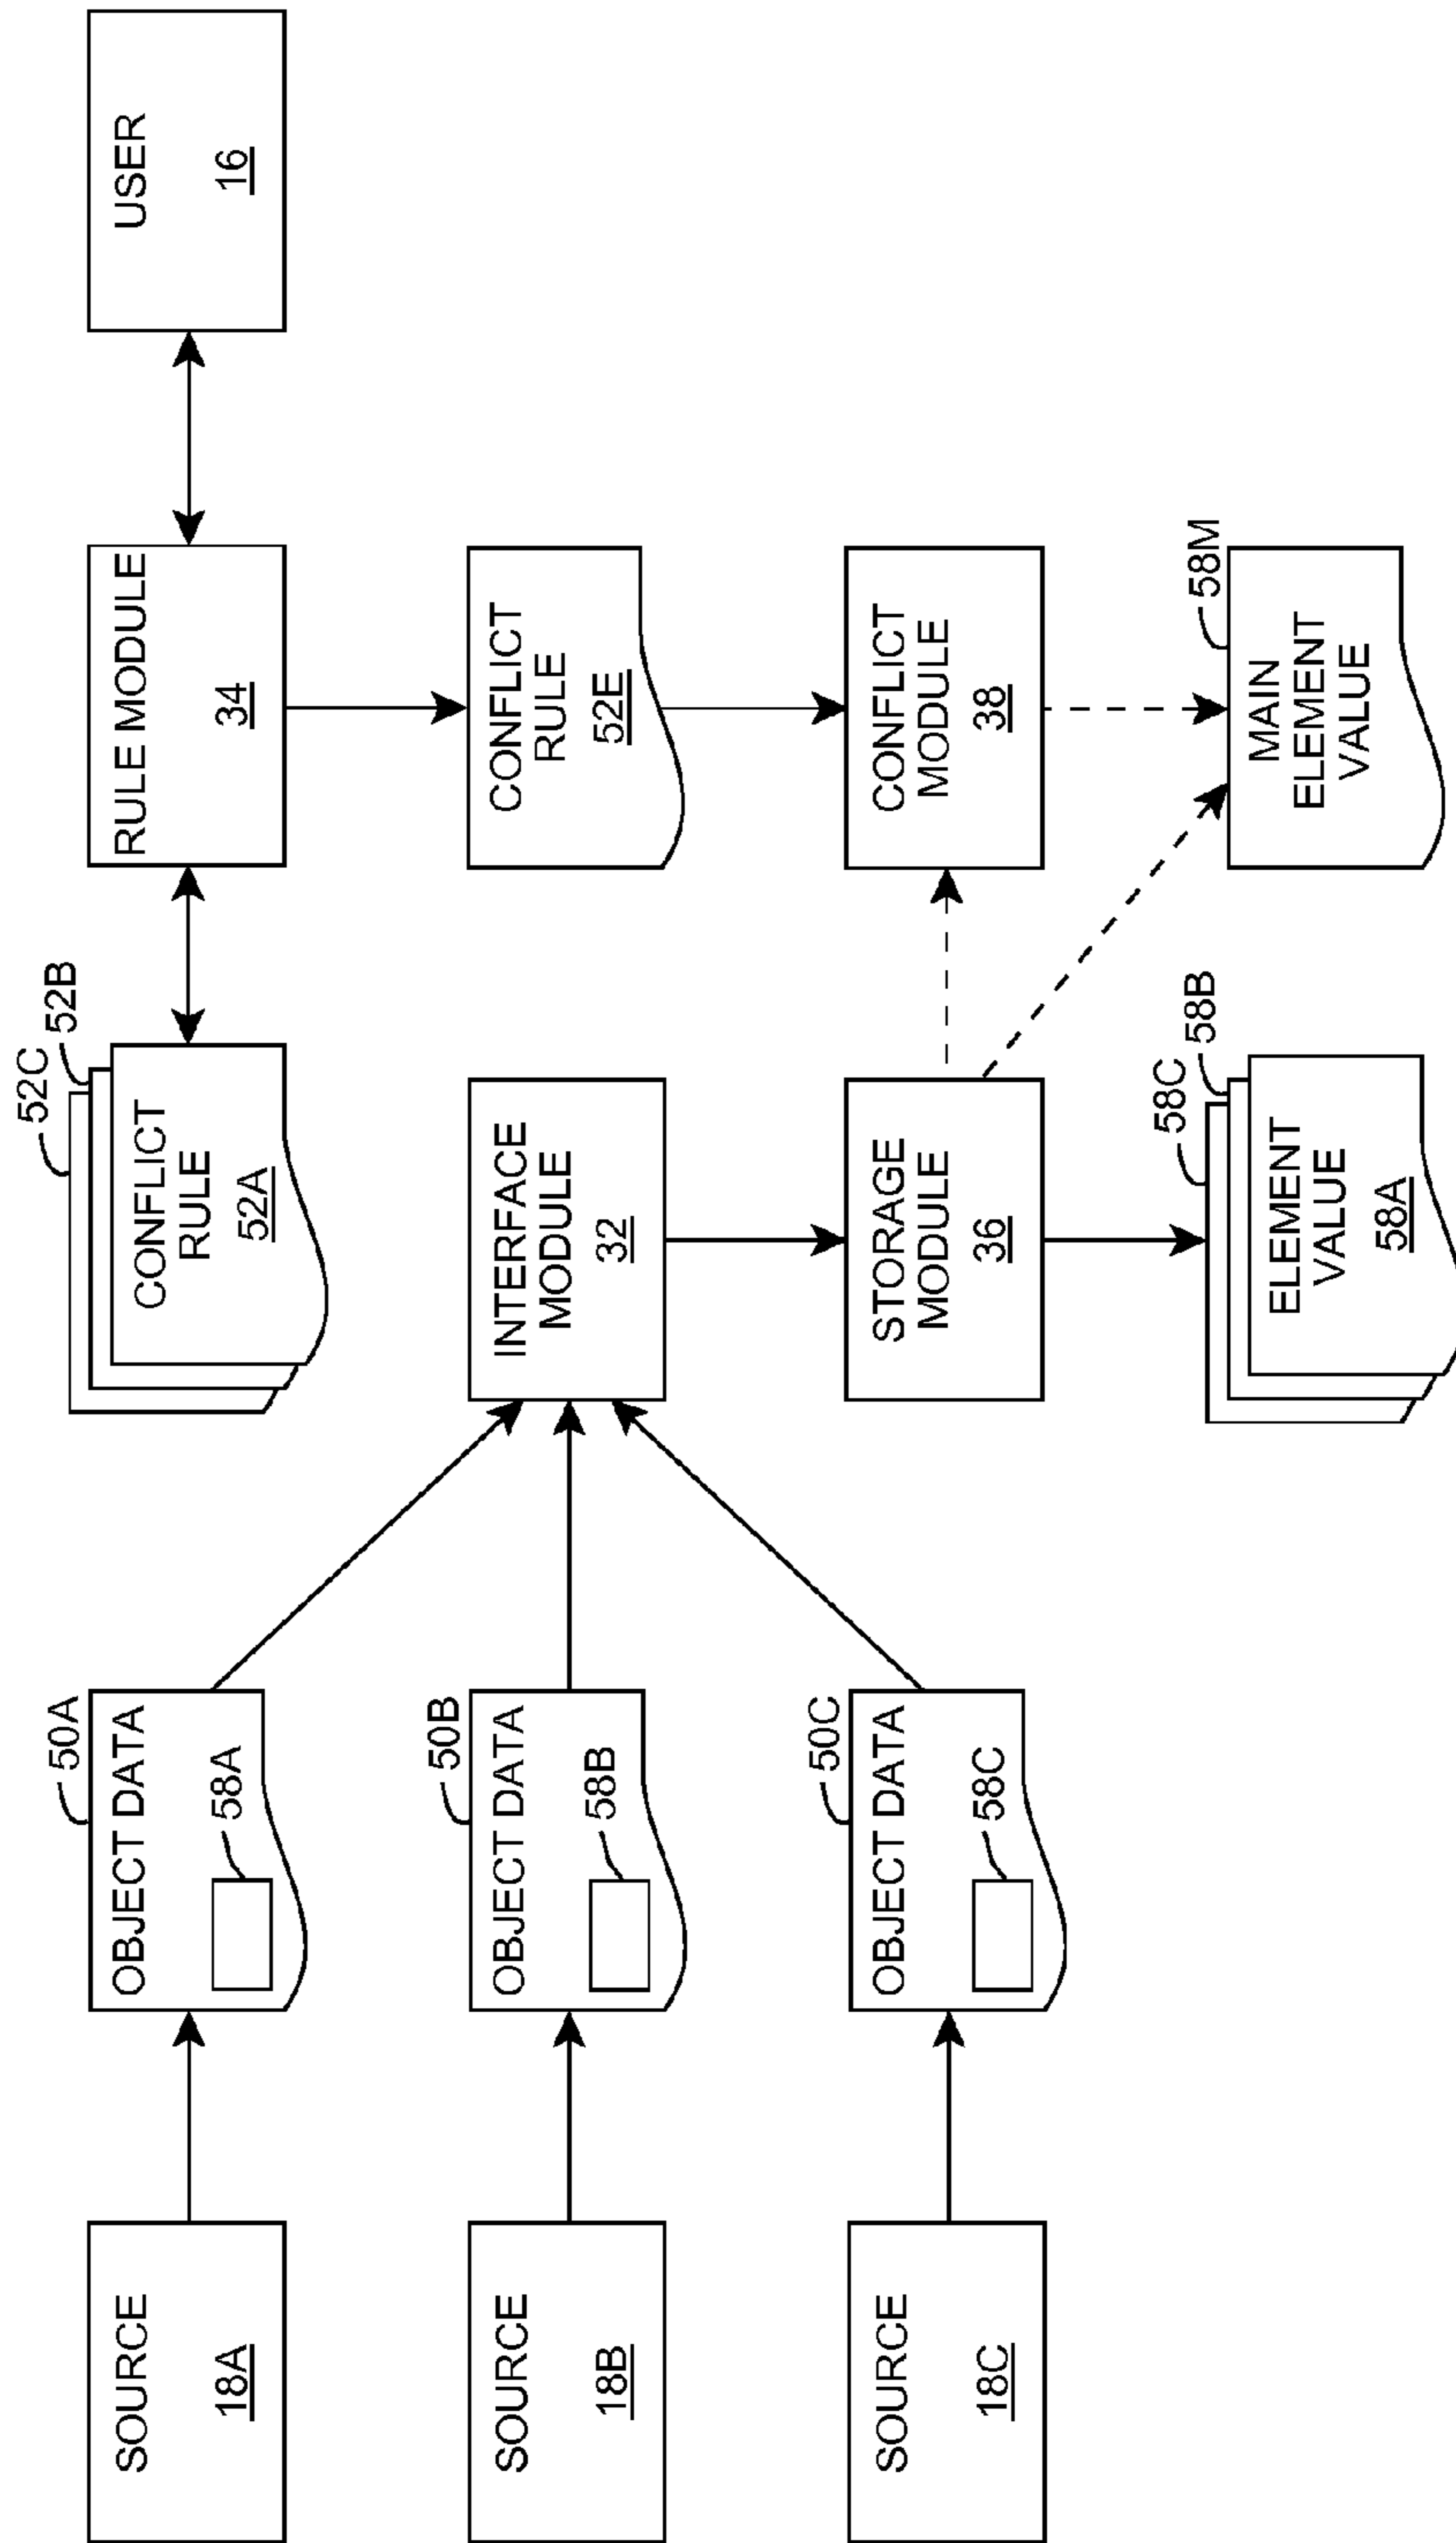 SOURCE
18A
50A
OBJECT DATA
58A
52C
52B
CONFLICT
RULE
52A
RULE MODULE
34
USER
16
SOURCE
18B
50B
OBJECT DATA
58B
INTERFACE
MODULE
32
CONFLICT
RULE
52E
SOURCE
18C
50C
OBJECT DATA
58C
STORAGE
MODULE
36
CONFLICT
MODULE
38
58C
58B
ELEMENT
VALUE
58A
58M
MAIN
ELEMENT
VALUE